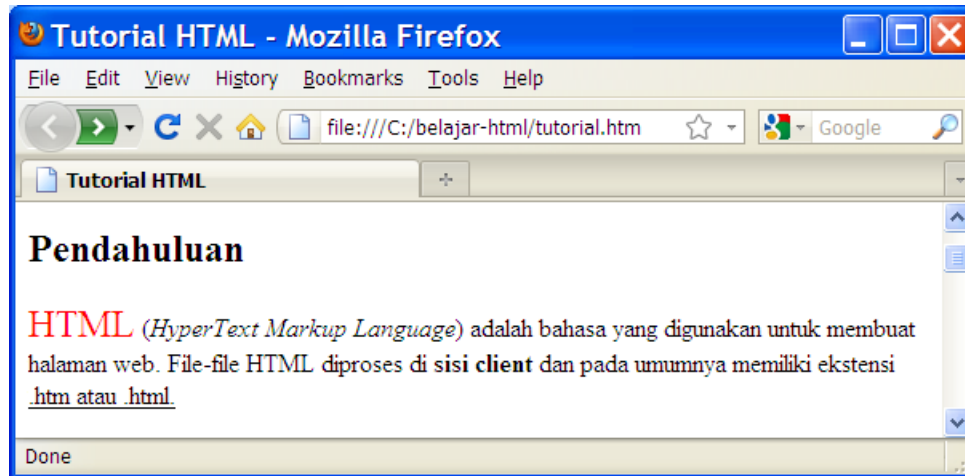 Tutorial HTML - Mozilla Firefox
File Edit View History Bookmarks Tools Help
file:///C:/belajar-html/tutorial.htm Google
Tutorial HTML
Pendahuluan
HTML (HyperText Markup Language) adalah bahasa yang digunakan untuk membuat
halaman web. File-file HTML diproses di sisi client dan pada umumnya memiliki ekstensi
.htm atau .html.
Done